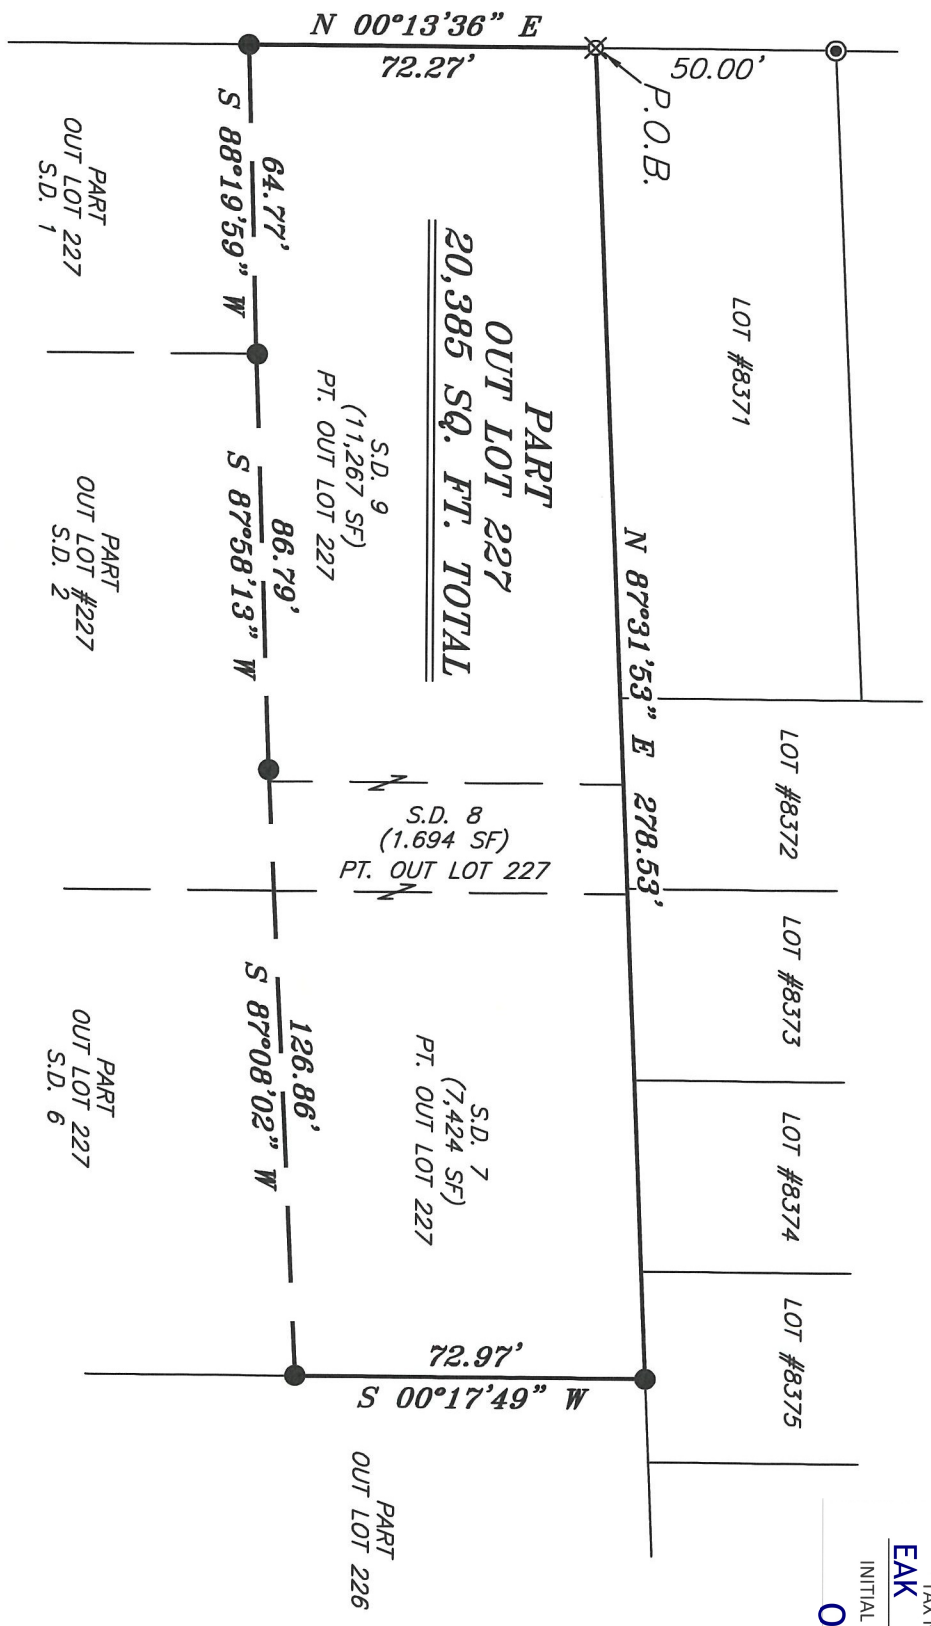 N 00°13'36" E
72.27'
50.00'
P.O.B.
LOT #8371
N 87°31'53" E 278.53'
LOT #8372
LOT #8373
LOT #8374
LOT #8375
PART
OUT LOT 227
20,385 SQ. FT. TOTAL
S.D. 9
(11,267 SF)
PT. OUT LOT 227
S.D. 8
(1.694 SF)
PT. OUT LOT 227
S.D. 7
(7,424 SF)
PT. OUT LOT 227
72.97'
S 00°17'49" W
64.77'
S 88°19'59" W
86.79'
S 87°58'13" W
126.86'
S 87°08'02" W
PART
OUT LOT 227
S.D. 1
PART
OUT LOT #227
S.D. 2
PART
OUT LOT 227
S.D. 6
PART
OUT LOT 226
EAK
INITIAL
O